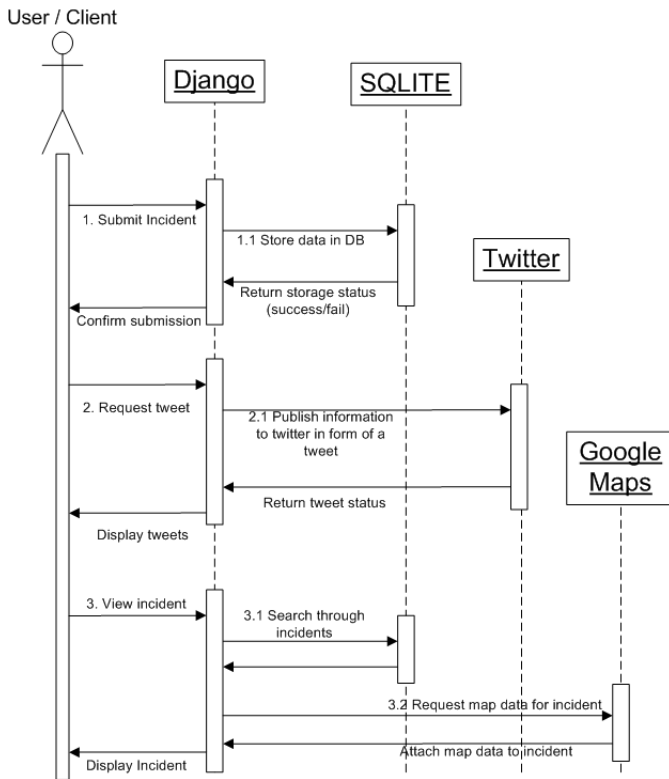 User / Client
Django
SQLITE
1. Submit Incident
1.1 Store data in DB
Twitter
Return storage status
(success/fail)
Confirm submission
2. Request tweet
2.1 Publish information
to twitter in form of a
tweet
Google
Maps
Return tweet status
Display tweets
3. View incident
3.1 Search through
incidents
3.2 Request map data for incident
Attach map data to incident
Display Incident